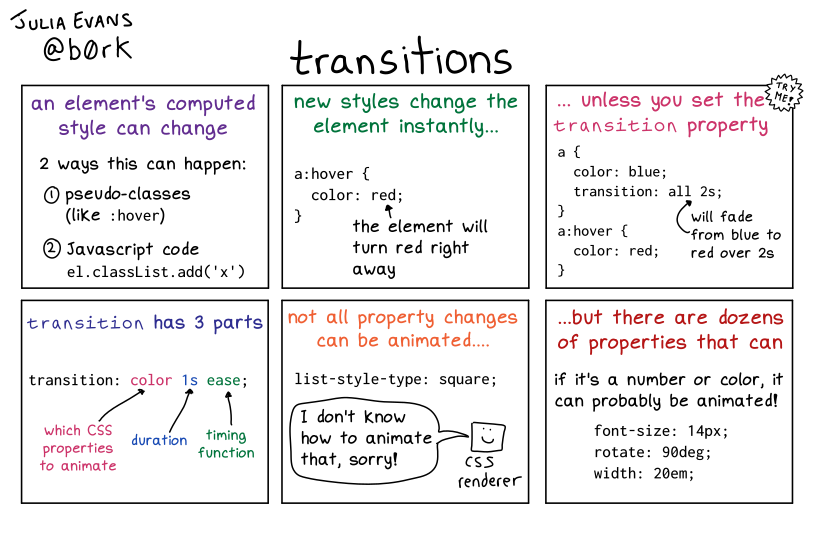 JULIA EVANS
@b0rk
transitions
an element's computed
style can change
2 ways this can happen:
① pseudo-classes
(like :hover)
② Javascript code
el.classList.add('x')
new styles change the
element instantly...
a:hover {
color: red;
}
the element will
turn red right
away
... unless you set the
transition property
TRY
ME!
a {
color: blue;
transition: all 2s;
}
a:hover {
color: red;
}
will fade
from blue to
red over 2s
transition has 3 parts
transition: color 1s ease;
which CSS
properties
to animate
duration
timing
function
not all property changes
can be animated....
list-style-type: square;
I don't know
how to animate
that, sorry!
CSS
renderer
...but there are dozens
of properties that can
if it's a number or color, it
can probably be animated!
font-size: 14px;
rotate: 90deg;
width: 20em;